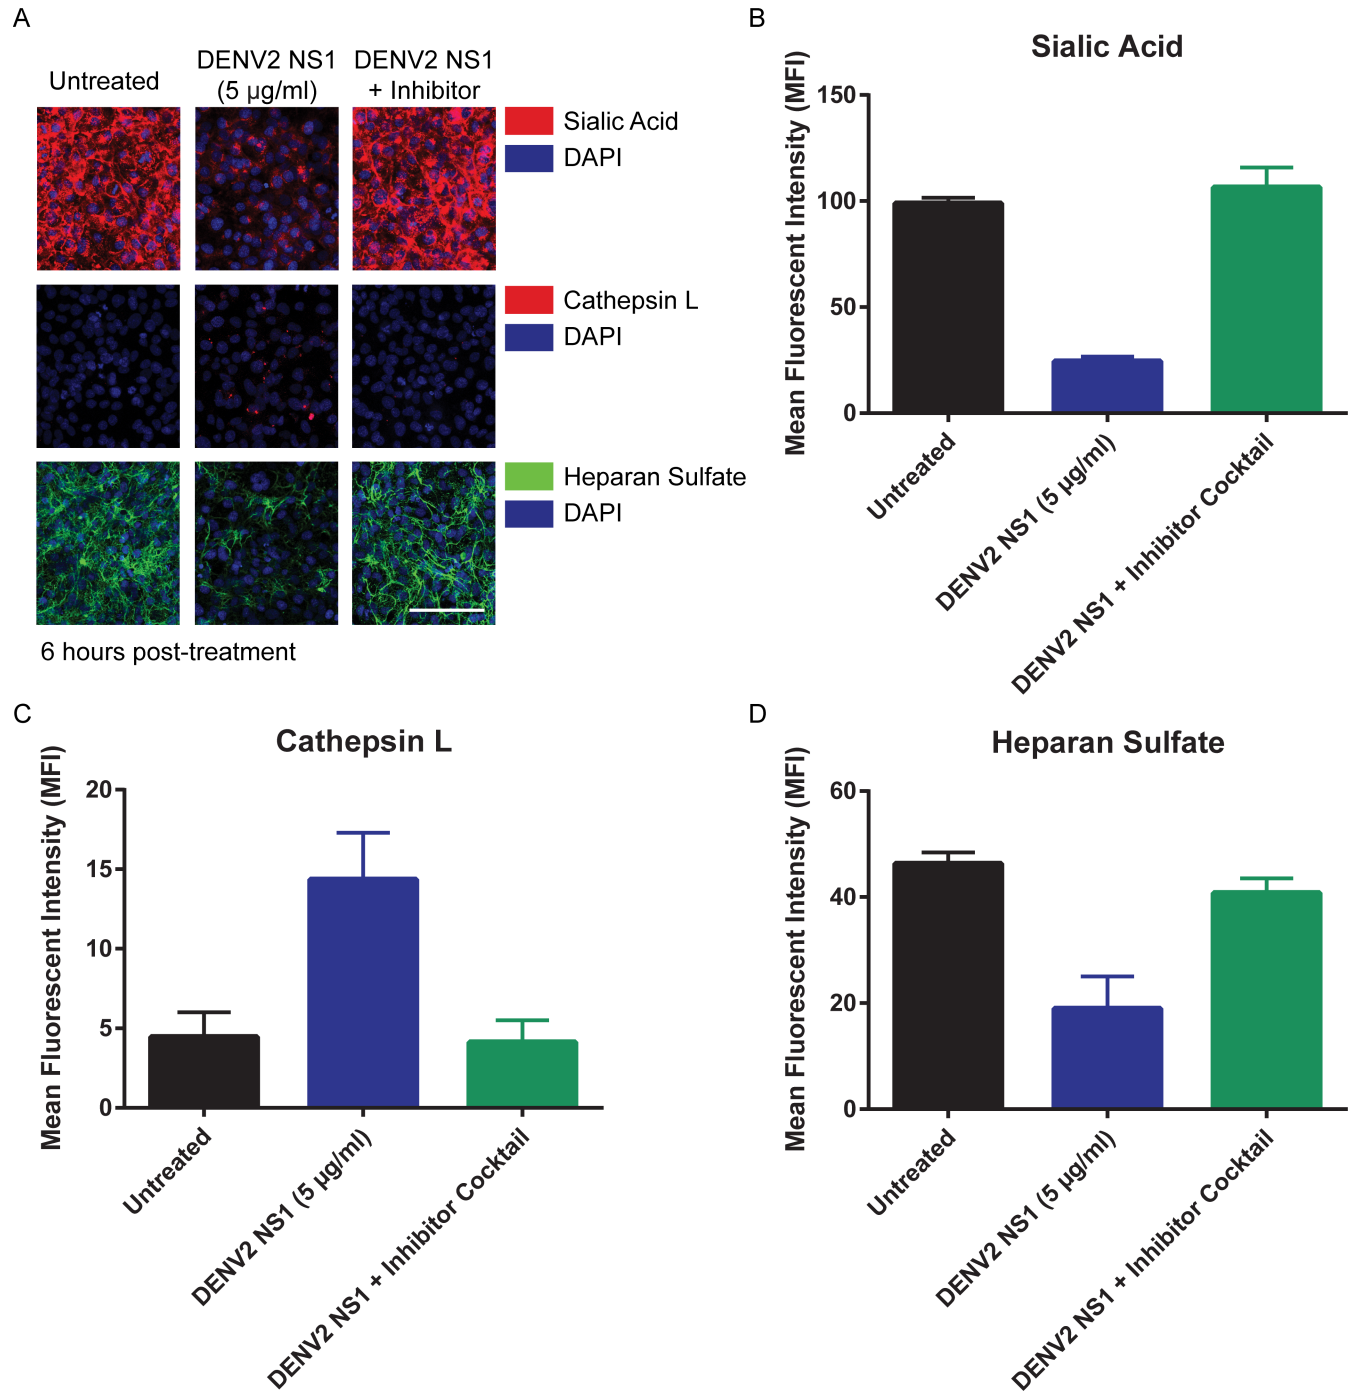 A
Untreated
DENV2 NS1
(5 µg/ml)
DENV2 NS1
+ Inhibitor
Sialic Acid
DAPI
Cathepsin L
DAPI
Heparan Sulfate
DAPI
6 hours post-treatment
B
Sialic Acid
Mean Fluorescent Intensity (MFI)
150
100
50
0
Untreated
DENV2 NS1 (5 µg/ml)
DENV2 NS1 + Inhibitor Cocktail
C
Cathepsin L
Mean Fluorescent Intensity (MFI)
20
15
10
5
0
Untreated
DENV2 NS1 (5 µg/ml)
DENV2 NS1 + Inhibitor Cocktail
D
Heparan Sulfate
Mean Fluorescent Intensity (MFI)
60
40
20
0
Untreated
DENV2 NS1 (5 µg/ml)
DENV2 NS1 + Inhibitor Cocktail